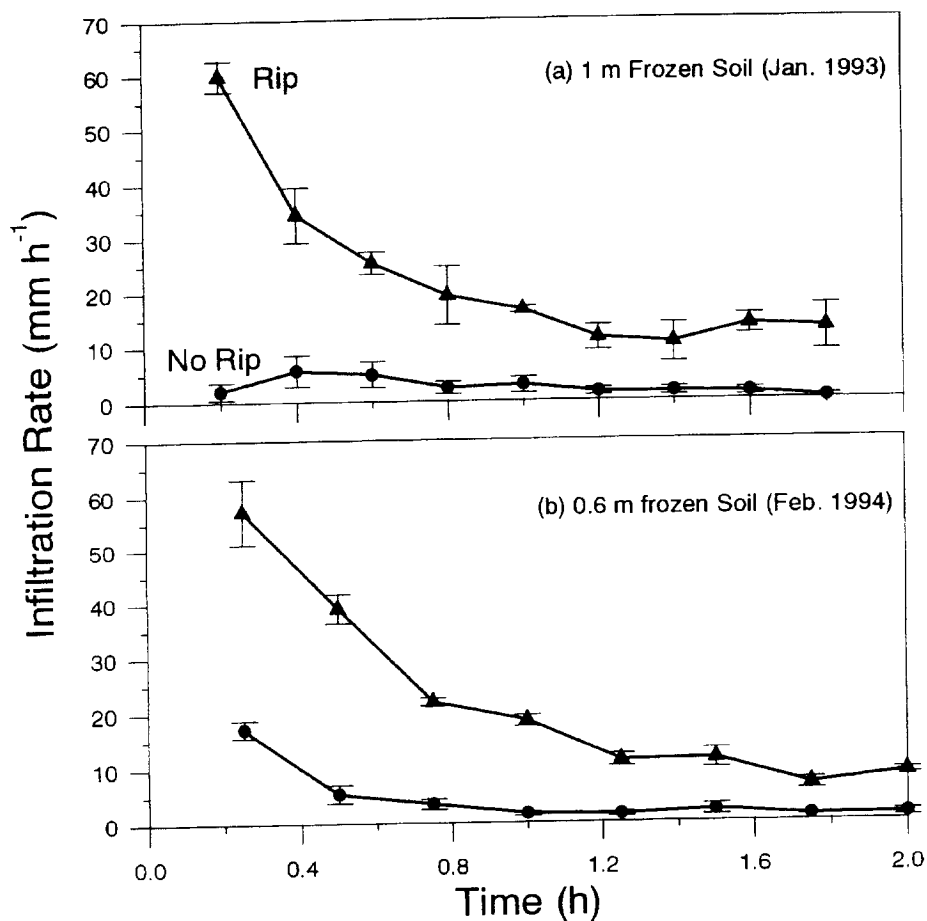 70
60
50
40
30
20
10
0
Rip
No Rip
(a) 1 m Frozen Soil (Jan. 1993)
Infiltration Rate (mm h⁻¹)
70
60
50
40
30
20
10
0
(b) 0.6 m frozen Soil (Feb. 1994)
0.0 0.4 0.8 1.2 1.6 2.0
Time (h)